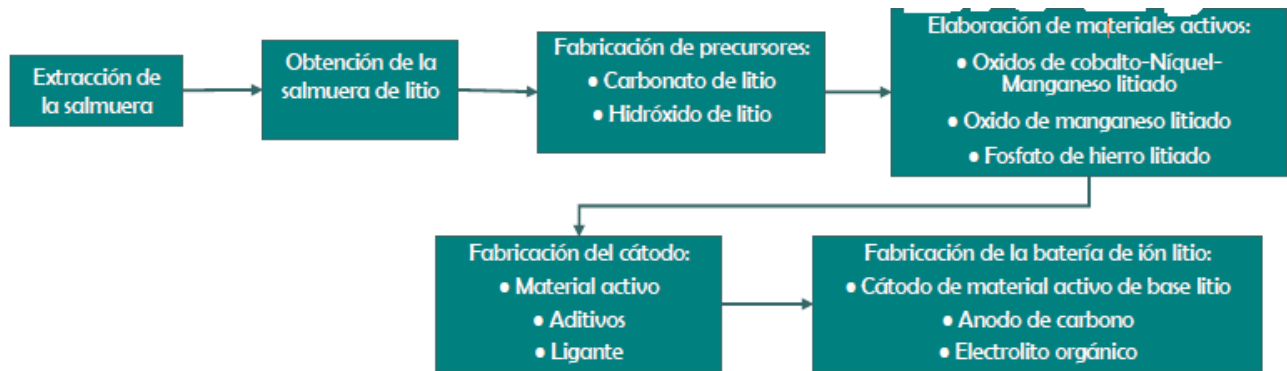 Extracción de
la salmuera
Obtención de la
salmuera de litio
Fabricación de precursores:
• Carbonato de litio
• Hidróxido de litio
Elaboración de materiales activos:
• Oxidos de cobalto-Níquel-
Manganeso litiado
• Oxido de manganeso litiado
• Fosfato de hierro litiado
Fabricación del cátodo:
• Material activo
• Aditivos
• Ligante
Fabricación de la batería de ión litio:
• Cátodo de material activo de base litio
• Anodo de carbono
• Electrolito orgánico